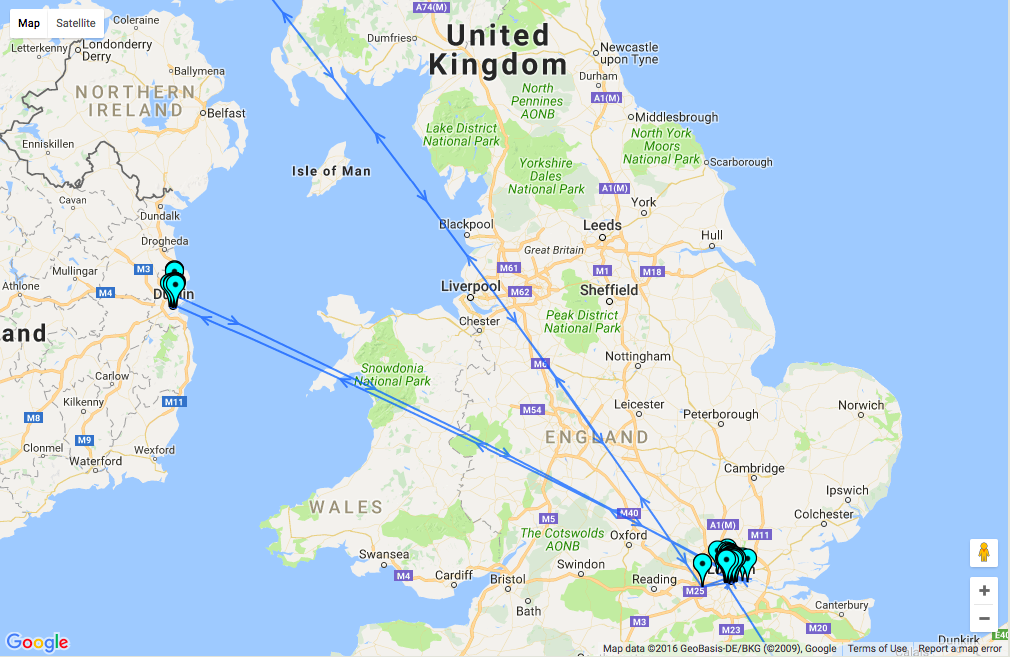 Map Satellite
Coleraine
A74(M)
Letterkenny
Londonderry
Derry
Dumfries
United
Kingdom
Newcastle
upon Tyne
Ballymena
Durham
NORTHERN
IRELAND
North
Pennines
AONB
A1(M)
Belfast
Middlesbrough
Lake District
National Park
North York
Moors
National Park
Enniskillen
Scarborough
Isle of Man
Yorkshire
Dales
National Park
A1(M)
Cavan
York
Dundalk
Blackpool
Leeds
Hull
Drogheda
Great Britain
M3
Mullingar
M61
M1
M18
Athlone
M4
Liverpool
M62
Sheffield
Chester
Peak District
National Park
and
Nottingham
Snowdonia
National Park
Carlow
Kilkenny
M11
M54
Leicester
Peterborough
Norwich
M8
M9
ENGLAND
Clonmel
Wexford
Waterford
Cambridge
Ipswich
WALES
M40
M5
Colchester
The Cotswolds
AONB
A1(M)
M11
Oxford
Swansea
Swindon
M4
Cardiff
Bristol
Reading
M25
Bath
Canterbury
M3
M23
M20
Dunkirk
Google
Map data ©2016 GeoBasis-DE/BKG (©2009), Google Terms of Use Report a map error